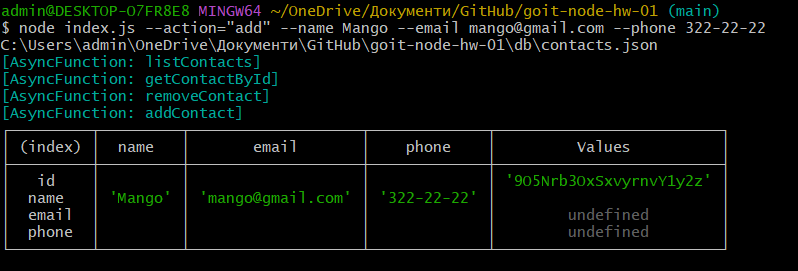 admin@DESKTOP-O7FR8E8 MINGW64 ~/OneDrive/Документи/GitHub/goit-node-hw-01 (main)
$ node index.js --action="add" --name Mango --email mango@gmail.com --phone 322-22-22
C:\Users\admin\OneDrive\Документи\GitHub\goit-node-hw-01\db\contacts.json
[AsyncFunction: listContacts]
[AsyncFunction: getContactById]
[AsyncFunction: removeContact]
[AsyncFunction: addContact]
(index) name email phone Values
id '9O5Nrb3OxSxvyrnvY1y2z'
name 'Mango' 'mango@gmail.com' '322-22-22'
email undefined
phone undefined